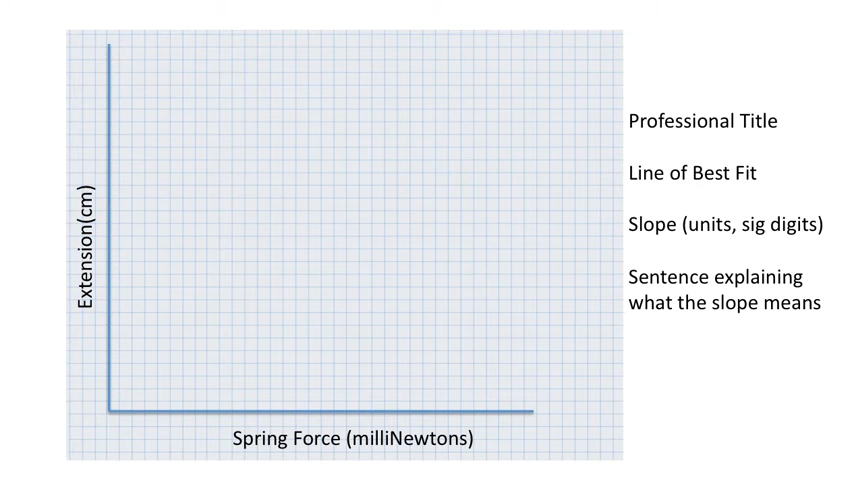 Professional Title
Line of Best Fit
Slope (units, sig digits)
Sentence explaining
what the slope means
Extension(cm)
Spring Force (milliNewtons)